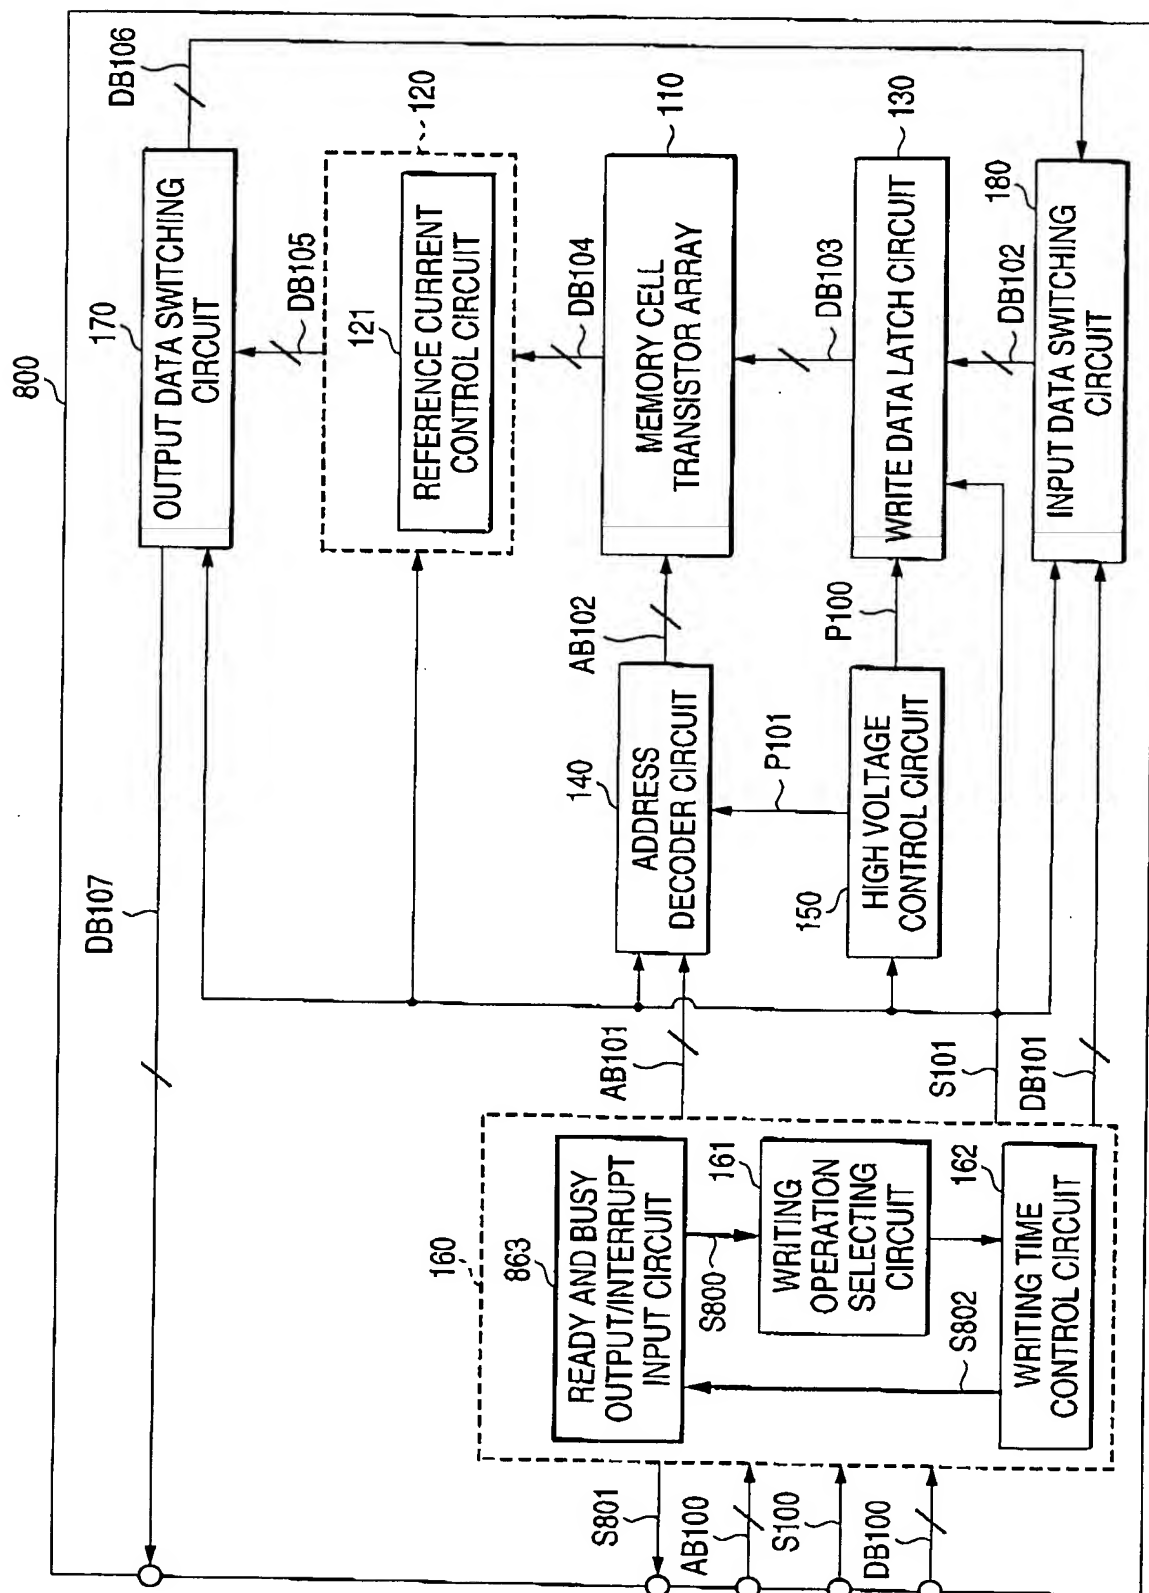 800
DB106
170
OUTPUT DATA SWITCHING
CIRCUIT
DB107
DB105
120
121
REFERENCE CURRENT
CONTROL CIRCUIT
DB104
110
MEMORY CELL
TRANSISTOR ARRAY
AB102
140
ADDRESS
DECODER CIRCUIT
AB101
P101
DB103
130
WRITE DATA LATCH CIRCUIT
P100
150
HIGH VOLTAGE
CONTROL CIRCUIT
DB102
180
INPUT DATA SWITCHING
CIRCUIT
S101
DB101
160
863
READY AND BUSY
OUTPUT/INTERRUPT
INPUT CIRCUIT
S800
161
WRITING
OPERATION
SELECTING
CIRCUIT
S802
162
WRITING TIME
CONTROL CIRCUIT
S801
AB100
S100
DB100